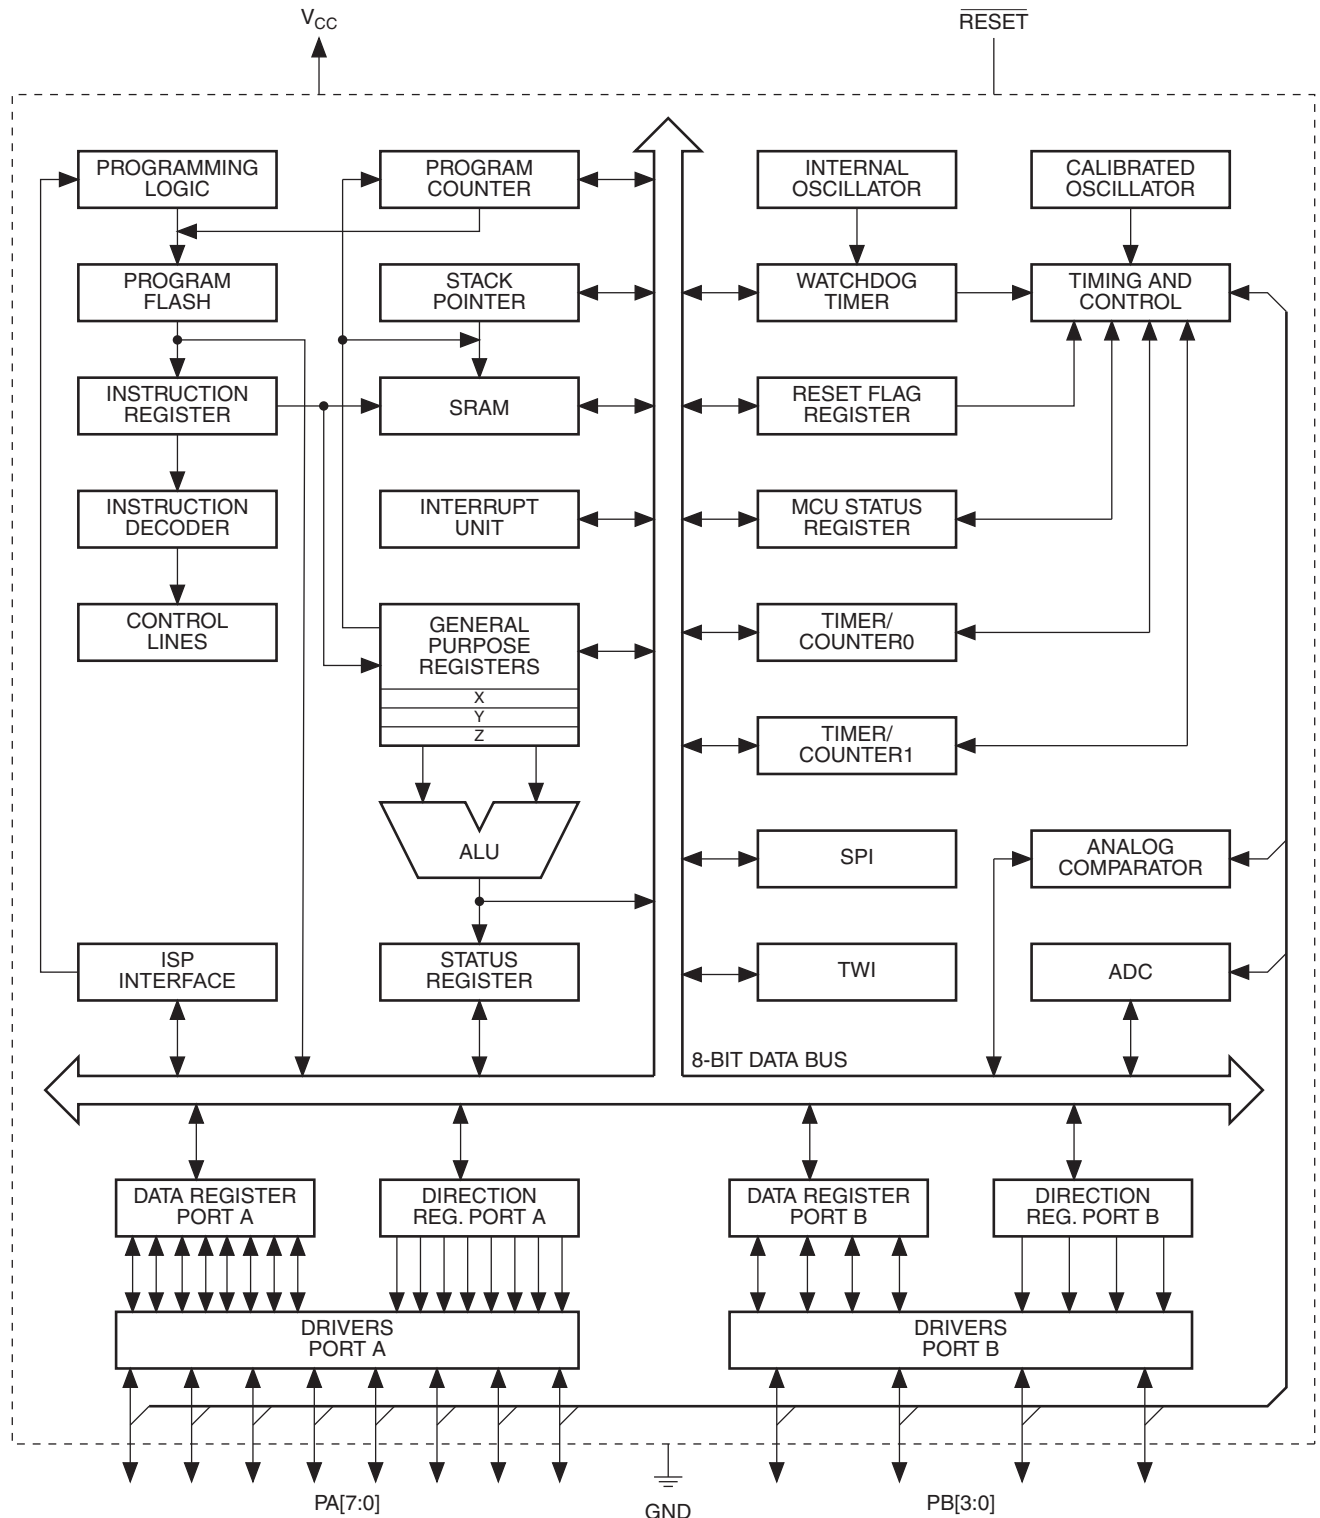 VCC
RESET
PROGRAMMING
LOGIC
PROGRAM
COUNTER
INTERNAL
OSCILLATOR
CALIBRATED
OSCILLATOR
PROGRAM
FLASH
STACK
POINTER
WATCHDOG
TIMER
TIMING AND
CONTROL
INSTRUCTION
REGISTER
SRAM
RESET FLAG
REGISTER
INSTRUCTION
DECODER
INTERRUPT
UNIT
MCU STATUS
REGISTER
CONTROL
LINES
GENERAL
PURPOSE
REGISTERS
X
Y
Z
TIMER/
COUNTER0
TIMER/
COUNTER1
ALU
SPI
ANALOG
COMPARATOR
ISP
INTERFACE
STATUS
REGISTER
TWI
ADC
8-BIT DATA BUS
DATA REGISTER
PORT A
DIRECTION
REG. PORT A
DATA REGISTER
PORT B
DIRECTION
REG. PORT B
DRIVERS
PORT A
DRIVERS
PORT B
PA[7:0]
GND
PB[3:0]